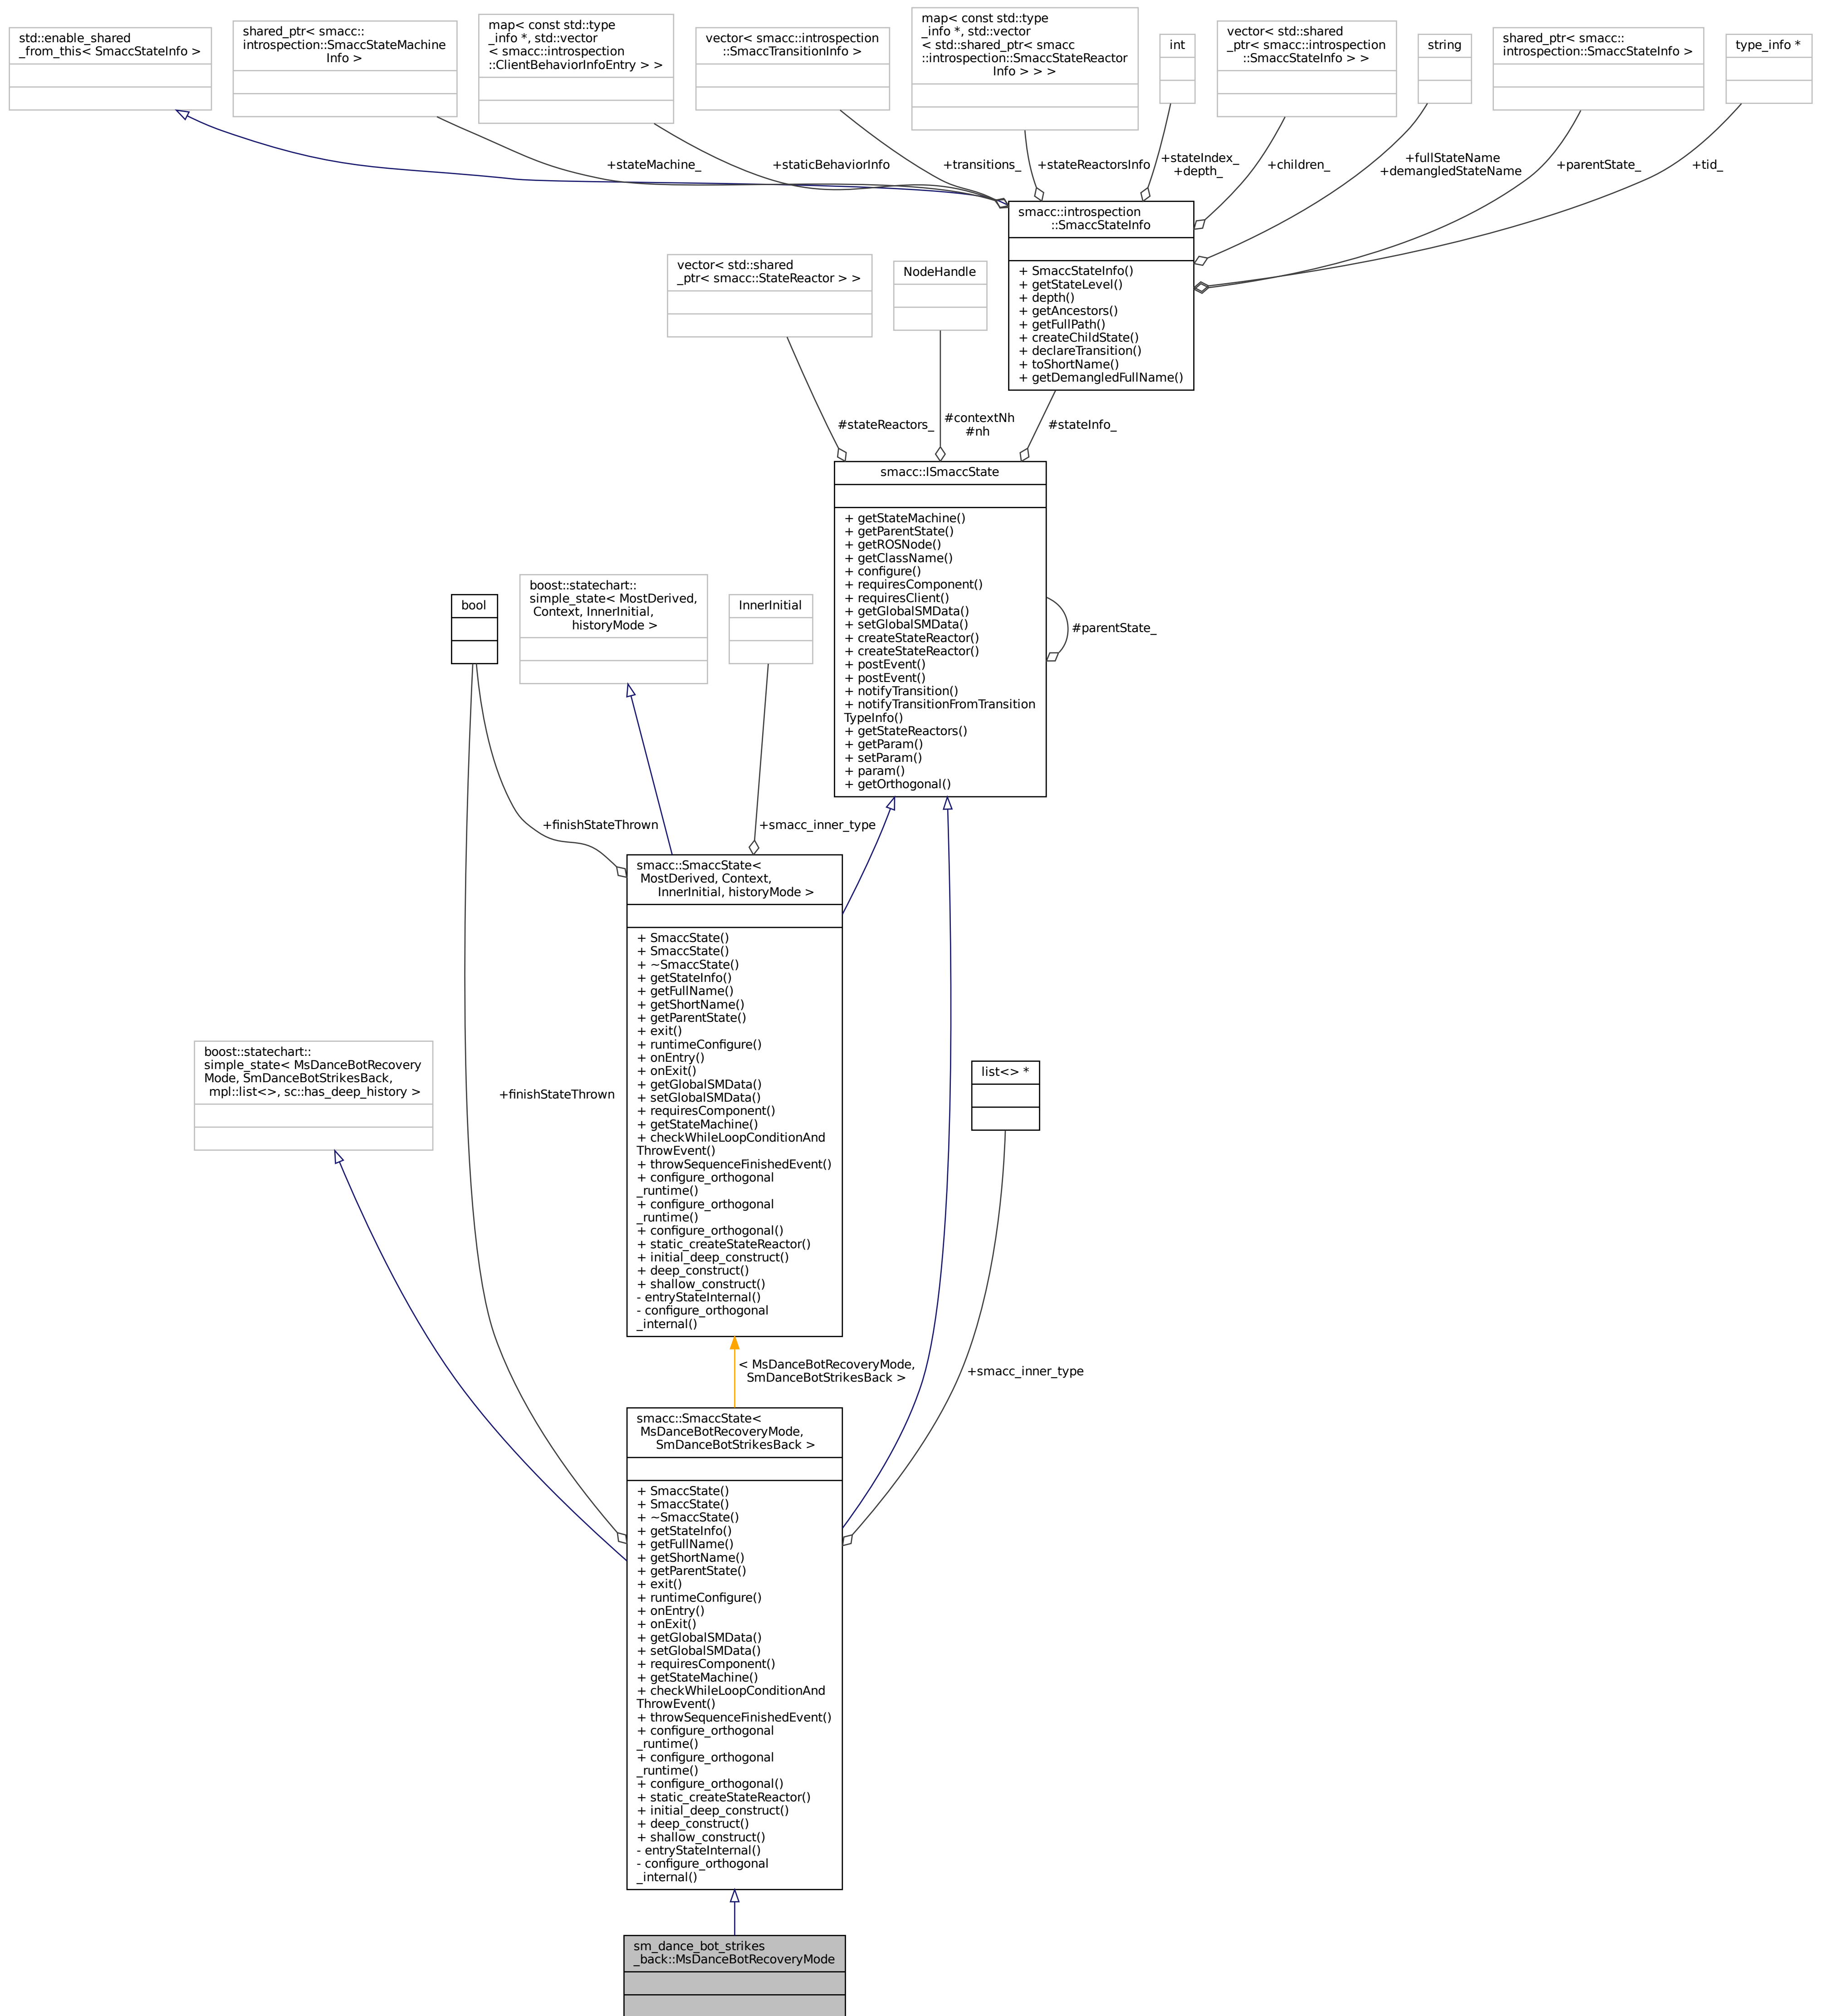 std::enable_shared
_from_this< SmaccStateInfo >
shared_ptr< smacc::
introspection::SmaccStateMachine
Info >
map< const std::type
_info *, std::vector
< smacc::introspection
::ClientBehaviorInfoEntry > >
vector< smacc::introspection
::SmaccTransitionInfo >
map< const std::type
_info *, std::vector
< std::shared_ptr< smacc
::introspection::SmaccStateReactor
Info > > >
int
vector< std::shared
_ptr< smacc::introspection
::SmaccStateInfo > >
string
shared_ptr< smacc::
introspection::SmaccStateInfo >
type_info *
+stateMachine_
+staticBehaviorInfo
+transitions_
+stateReactorsInfo
+stateIndex_
+depth_
+children_
+fullStateName
+demangledStateName
+parentState_
+tid_
smacc::introspection
::SmaccStateInfo
+ SmaccStateInfo()
+ getStateLevel()
+ depth()
+ getAncestors()
+ getFullPath()
+ createChildState()
+ declareTransition()
+ toShortName()
+ getDemangledFullName()
vector< std::shared
_ptr< smacc::StateReactor > >
NodeHandle
#stateReactors_
#contextNh
#nh
#stateInfo_
smacc::ISmaccState
+ getStateMachine()
+ getParentState()
+ getROSNode()
+ getClassName()
+ configure()
+ requiresComponent()
+ requiresClient()
+ getGlobalSMData()
+ setGlobalSMData()
+ createStateReactor()
+ createStateReactor()
+ postEvent()
+ postEvent()
+ notifyTransition()
+ notifyTransitionFromTransition
TypeInfo()
+ getStateReactors()
+ getParam()
+ setParam()
+ param()
+ getOrthogonal()
#parentState_
bool
boost::statechart::
simple_state< MostDerived,
Context, InnerInitial,
historyMode >
InnerInitial
+finishStateThrown
+smacc_inner_type
smacc::SmaccState<
MostDerived, Context,
InnerInitial, historyMode >
+ SmaccState()
+ SmaccState()
+ ~SmaccState()
+ getStateInfo()
+ getFullName()
+ getShortName()
+ getParentState()
+ exit()
+ runtimeConfigure()
+ onEntry()
+ onExit()
+ getGlobalSMData()
+ setGlobalSMData()
+ requiresComponent()
+ getStateMachine()
+ checkWhileLoopConditionAnd
ThrowEvent()
+ throwSequenceFinishedEvent()
+ configure_orthogonal
_runtime()
+ configure_orthogonal
_runtime()
+ configure_orthogonal()
+ static_createStateReactor()
+ initial_deep_construct()
+ deep_construct()
+ shallow_construct()
- entryStateInternal()
- configure_orthogonal
_internal()
boost::statechart::
simple_state< MsDanceBotRecovery
Mode, SmDanceBotStrikesBack,
mpl::list<>, sc::has_deep_history >
+finishStateThrown
list<> *
< MsDanceBotRecoveryMode,
SmDanceBotStrikesBack >
+smacc_inner_type
smacc::SmaccState<
MsDanceBotRecoveryMode,
SmDanceBotStrikesBack >
+ SmaccState()
+ SmaccState()
+ ~SmaccState()
+ getStateInfo()
+ getFullName()
+ getShortName()
+ getParentState()
+ exit()
+ runtimeConfigure()
+ onEntry()
+ onExit()
+ getGlobalSMData()
+ setGlobalSMData()
+ requiresComponent()
+ getStateMachine()
+ checkWhileLoopConditionAnd
ThrowEvent()
+ throwSequenceFinishedEvent()
+ configure_orthogonal
_runtime()
+ configure_orthogonal
_runtime()
+ configure_orthogonal()
+ static_createStateReactor()
+ initial_deep_construct()
+ deep_construct()
+ shallow_construct()
- entryStateInternal()
- configure_orthogonal
_internal()
sm_dance_bot_strikes
_back::MsDanceBotRecoveryMode